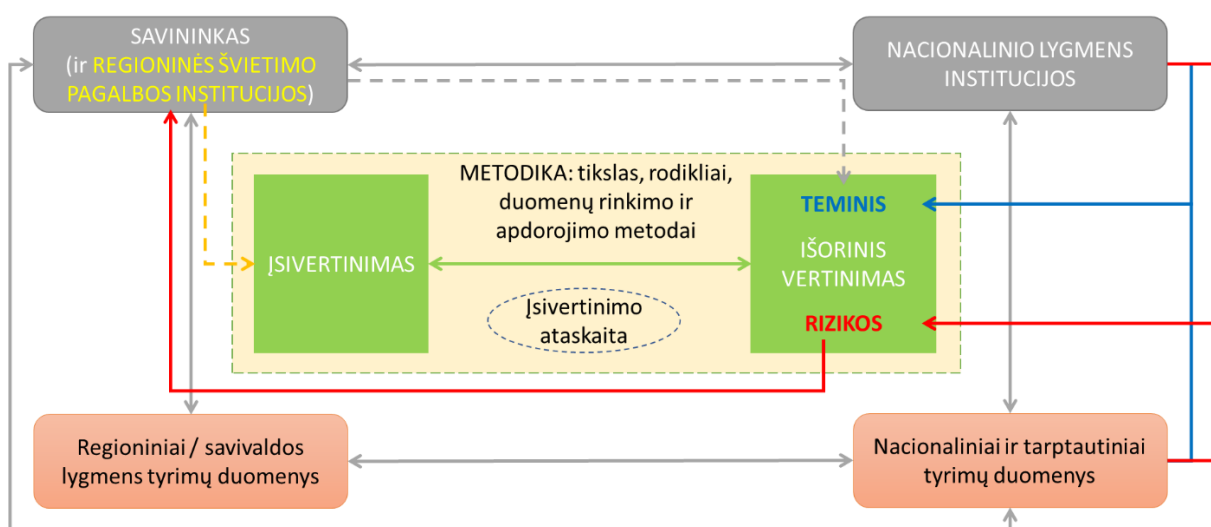 SAVININKAS
(ir REGIONINĖS ŠVIETIMO
PAGALBOS INSTITUCIJOS)
NACIONALINIO LYGMENS
INSTITUCIJOS
METODIKA: tikslas, rodikliai,
duomenų rinkimo ir
apdorojimo metodai
ĮSIVERTINIMAS
TEMINIS
IŠORINIS
VERTINIMAS
RIZIKOS
Įsivertinimo
ataskaita
Regioniniai / savivaldos
lygmens tyrimų duomenys
Nacionaliniai ir tarptautiniai
tyrimų duomenys